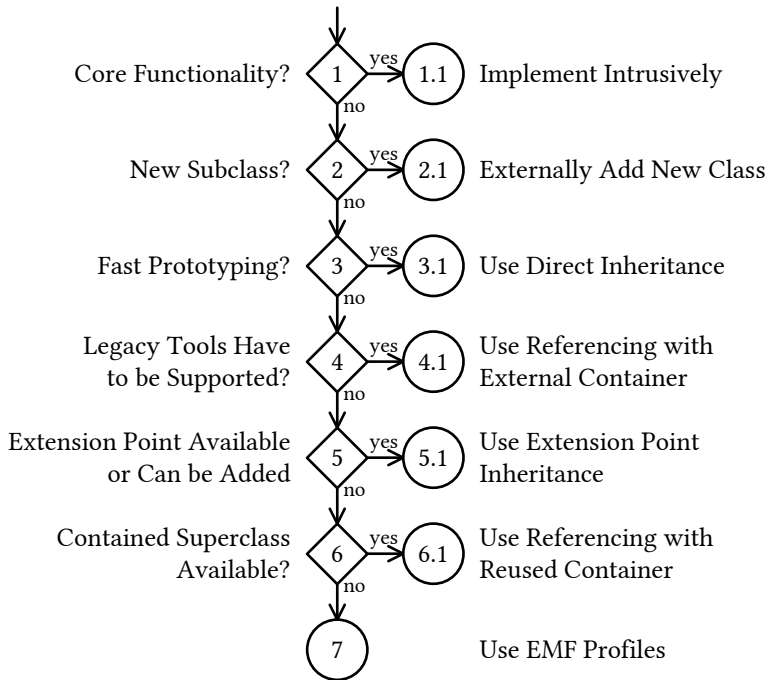 Core Functionality? 1 yes 1.1 Implement Intrusively
no
New Subclass? 2 yes 2.1 Externally Add New Class
no
Fast Prototyping? 3 yes 3.1 Use Direct Inheritance
no
Legacy Tools Have
to be Supported?
4 yes 4.1
Use Referencing with
External Container
no
Extension Point Available
or Can be Added
5 yes 5.1
Use Extension Point
Inheritance
no
Contained Superclass
Available?
6 yes 6.1
Use Referencing with
Reused Container
no
7 Use EMF Profiles